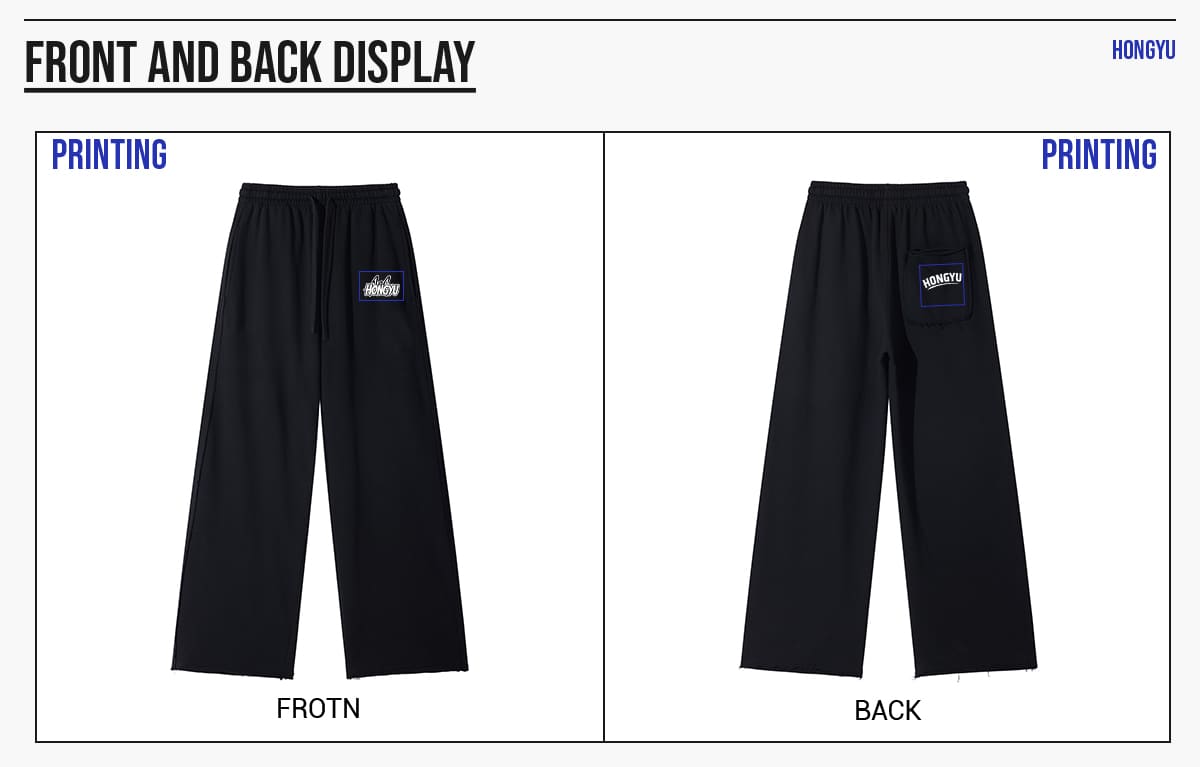 FRONT AND BACK DISPLAY
HONGYU
PRINTING
PRINTING
HONGYU
HONGYU
FROTN
BACK